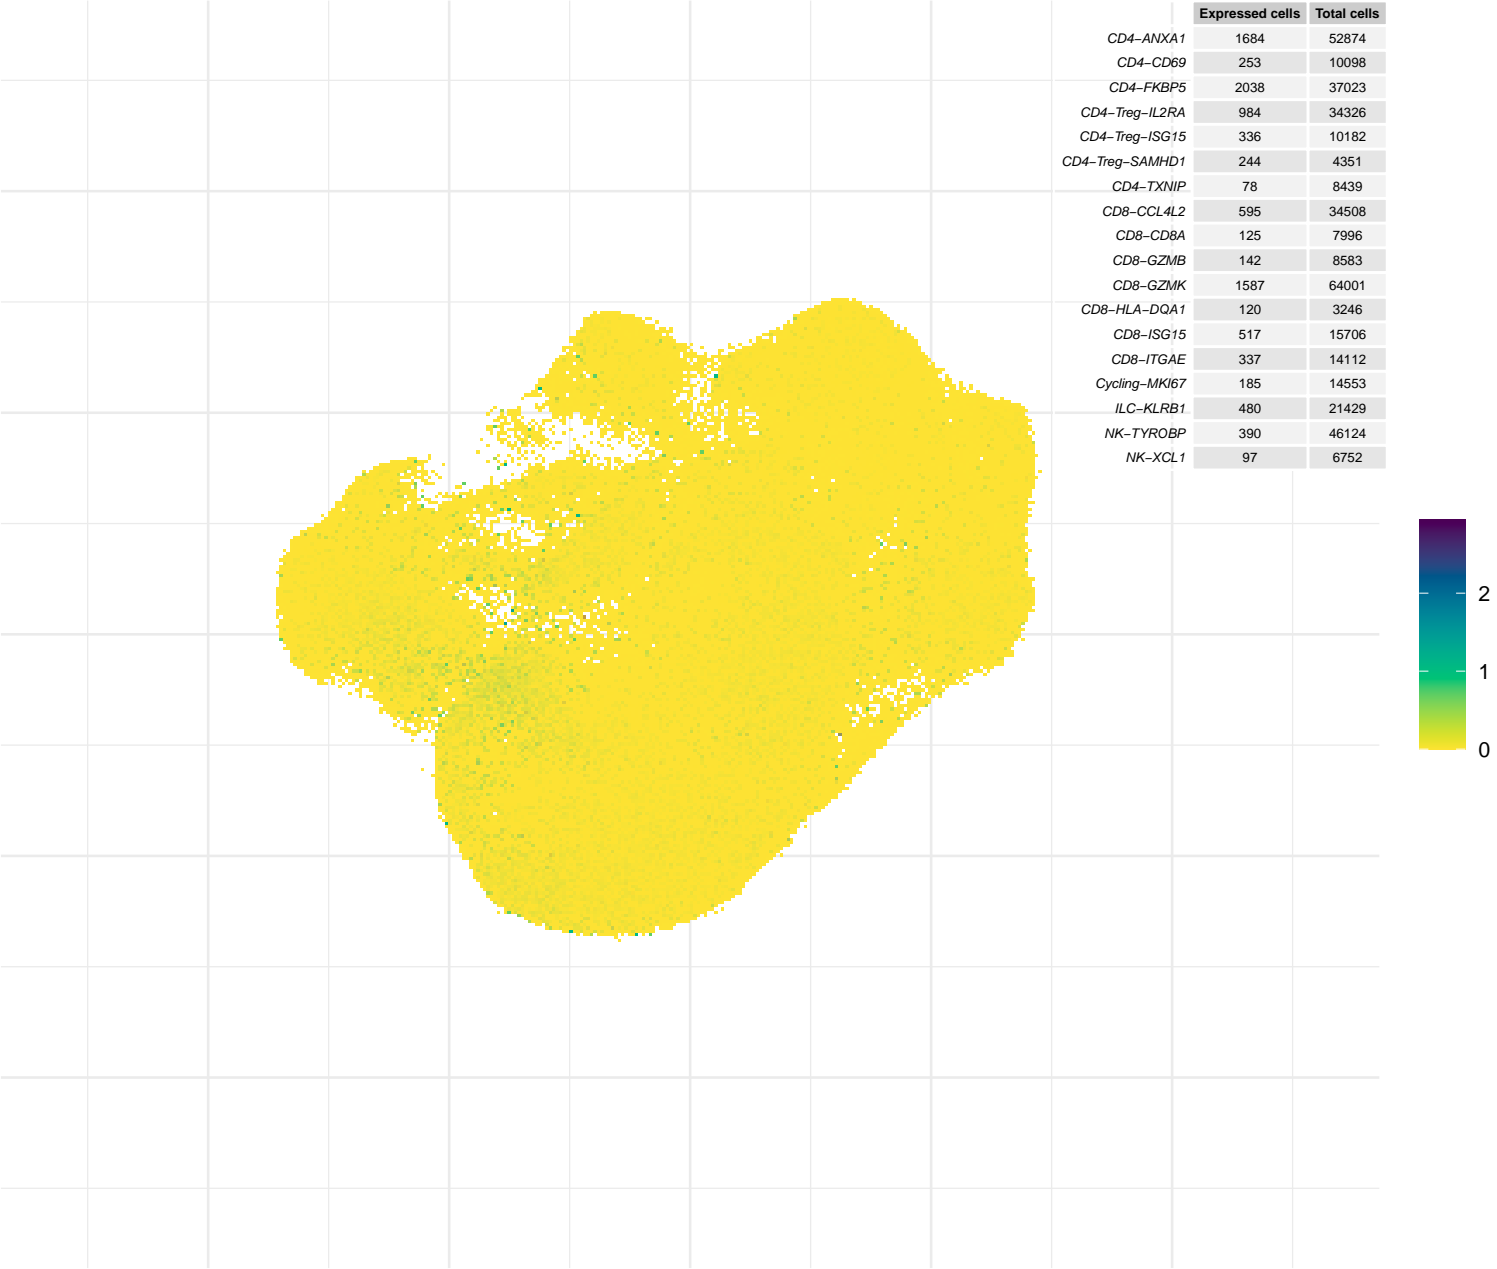 Expressed cells Total cells
CD4−ANXA1 1684 52874
CD4−CD69 253 10098
CD4−FKBP5 2038 37023
CD4−Treg−IL2RA 984 34326
CD4−Treg−ISG15 336 10182
CD4−Treg−SAMHD1 244 4351
CD4−TXNIP 78 8439
CD8−CCL4L2 595 34508
CD8−CD8A 125 7996
CD8−GZMB 142 8583
CD8−GZMK 1587 64001
CD8−HLA−DQA1 120 3246
CD8−ISG15 517 15706
CD8−ITGAE 337 14112
Cycling−MKI67 185 14553
ILC−KLRB1 480 21429
NK−TYROBP 390 46124
NK−XCL1 97 6752
2
1
0